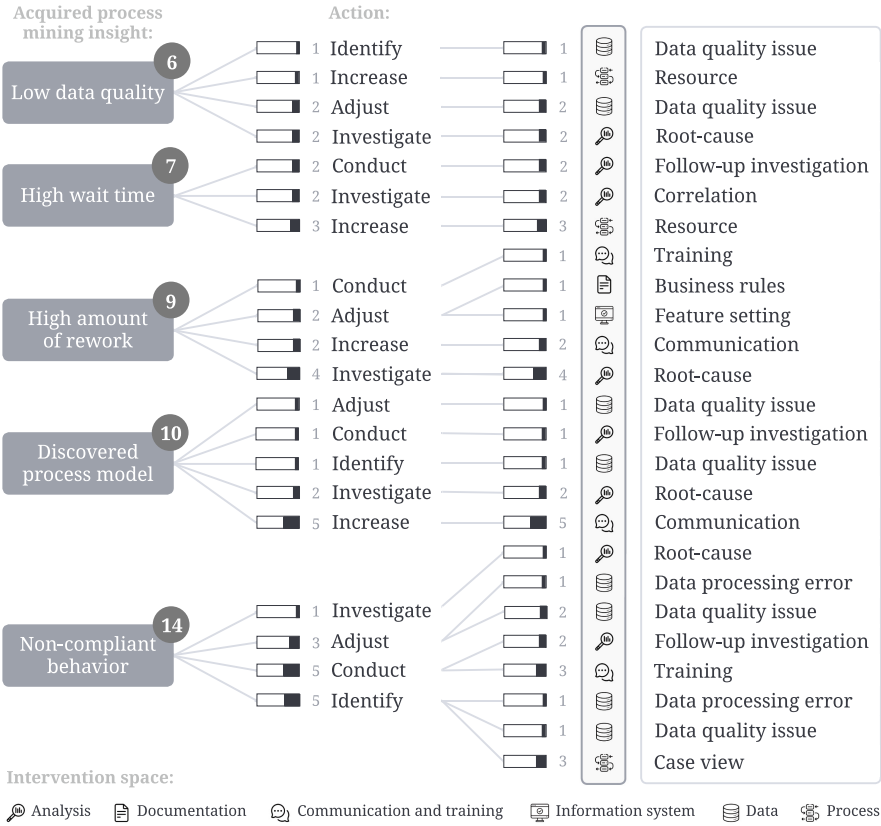 Acquired process
mining insight:
Action:
6
Low data quality
1 Identify 1 Data quality issue
1 Increase 1 Resource
2 Adjust 2 Data quality issue
2 Investigate 2 Root-cause
7
High wait time
2 Conduct 2 Follow-up investigation
2 Investigate 2 Correlation
3 Increase 3 Resource
9
High amount
of rework
1 Training
1 Conduct 1 Business rules
2 Adjust 1 Feature setting
2 Increase 2 Communication
4 Investigate 4 Root-cause
10
Discovered
process model
1 Adjust 1 Data quality issue
1 Conduct 1 Follow-up investigation
1 Identify 1 Data quality issue
2 Investigate 2 Root-cause
5 Increase 5 Communication
14
Non-compliant
behavior
1 Root-cause
1 Data processing error
1 Investigate 2 Data quality issue
3 Adjust 2 Follow-up investigation
5 Conduct 3 Training
5 Identify 1 Data processing error
1 Data quality issue
3 Case view
Intervention space:
Analysis Documentation Communication and training Information system Data Process